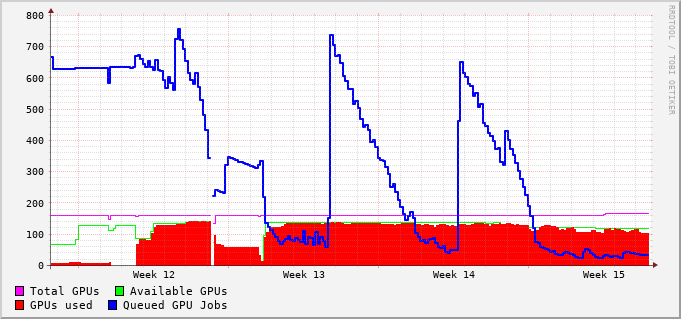 800
700
600
500
400
300
200
100
0
Week 12 Week 13 Week 14 Week 15
Total GPUs Available GPUs
GPUs used Queued GPU Jobs
RRDTOOL / TOBI OETIKER